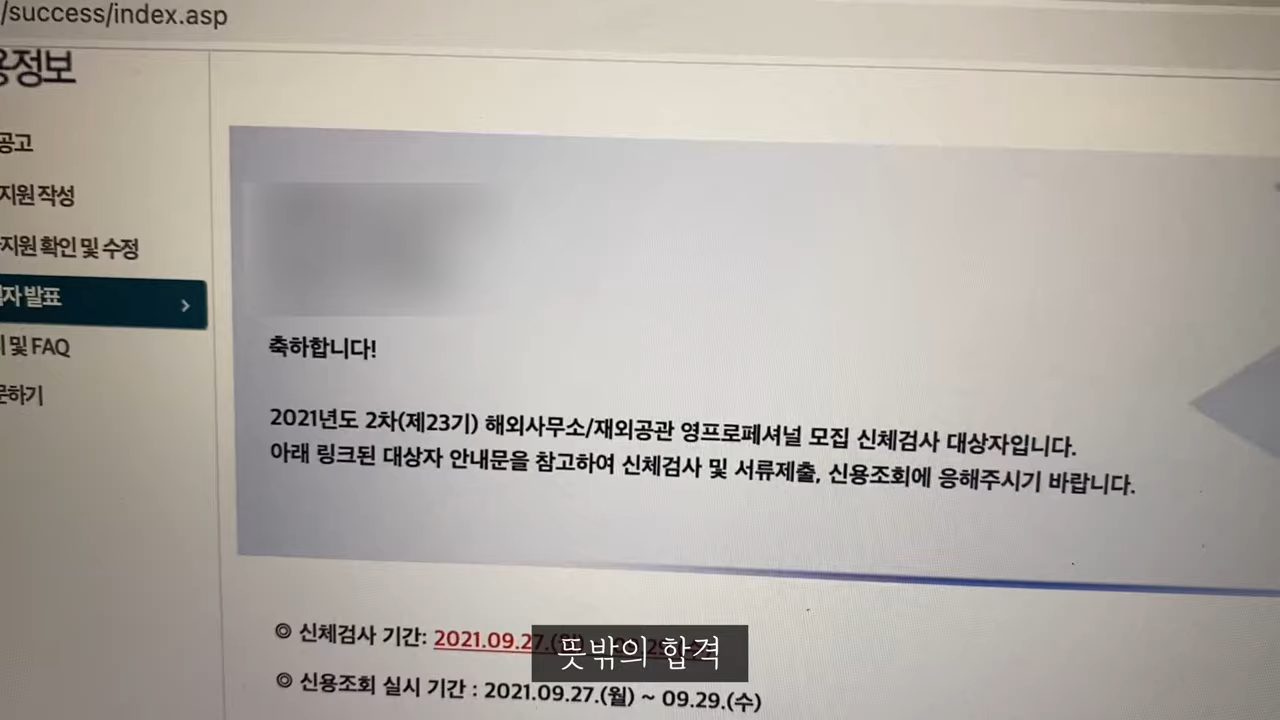 /success/index.asp
용정보
공고
지원 작성
지원 확인 및 수정
자 발표
및 FAQ
문하기
축하합니다!
2021년도 2차(제23기) 해외사무소/재외공관 영프로페셔널 모집 신체검사 대상자입니다.
아래 링크된 대상자 안내문을 참고하여 신체검사 및 서류제출, 신용조회에 응해주시기 바랍니다.
◎ 신체검사 기간: 2021.09.27.
뜻밖의 합격
◎ 신용조회 실시 기간 : 2021.09.27.(월) ~ 09.29.(수)